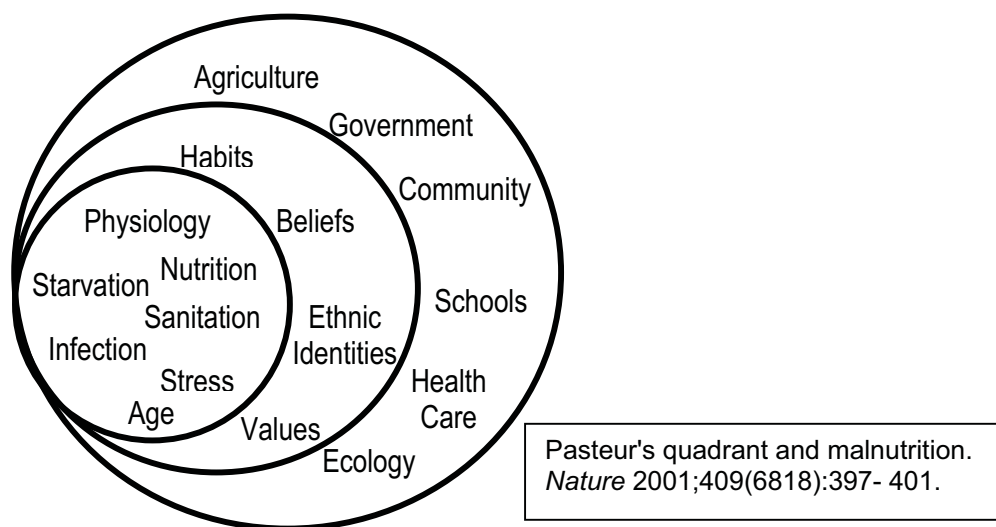 Agriculture
Government
Habits
Community
Physiology
Beliefs
Nutrition
Starvation
Schools
Sanitation
Ethnic
Identities
Infection
Stress
Health
Care
Age
Values
Ecology
Pasteur's quadrant and malnutrition.
Nature 2001;409(6818):397- 401.